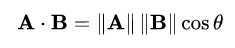 𝐀 ⋅ 𝐁 = ‖𝐀‖ ‖𝐁‖ cos θ